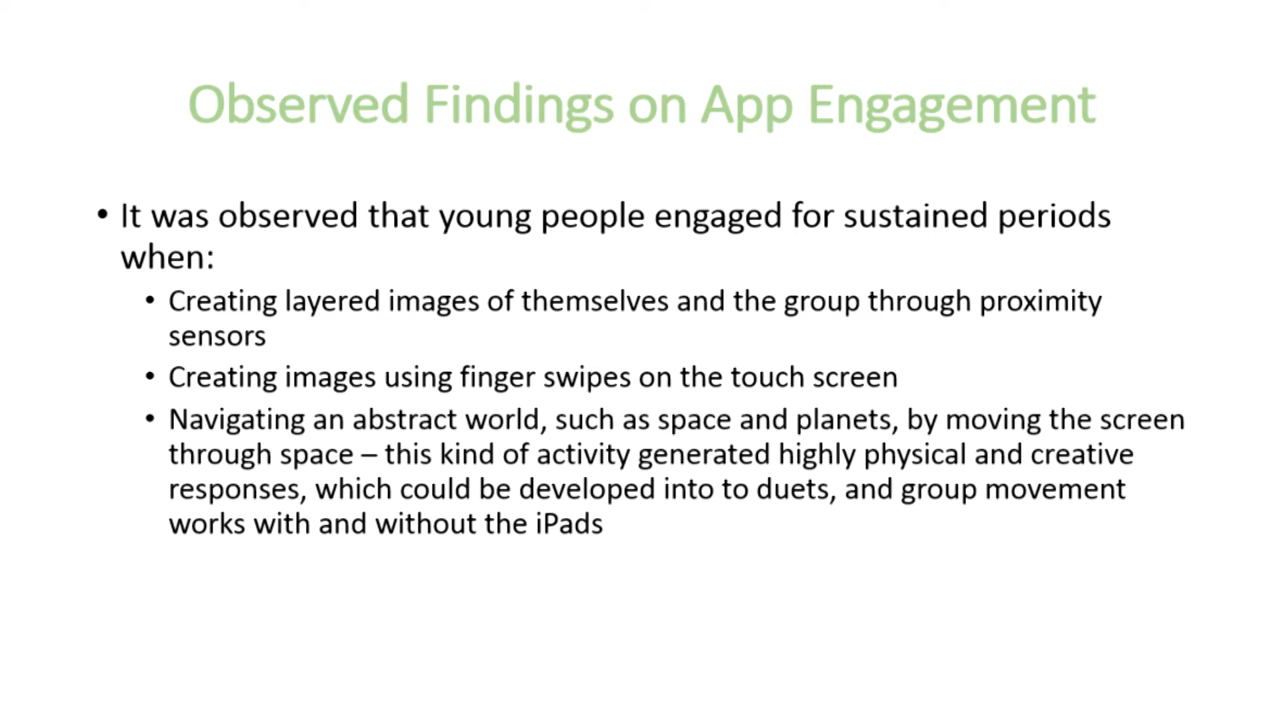 Observed Findings on App Engagement
• It was observed that young people engaged for sustained periods
when:
• Creating layered images of themselves and the group through proximity
sensors
• Creating images using finger swipes on the touch screen
• Navigating an abstract world, such as space and planets, by moving the screen
through space – this kind of activity generated highly physical and creative
responses, which could be developed into to duets, and group movement
works with and without the iPads